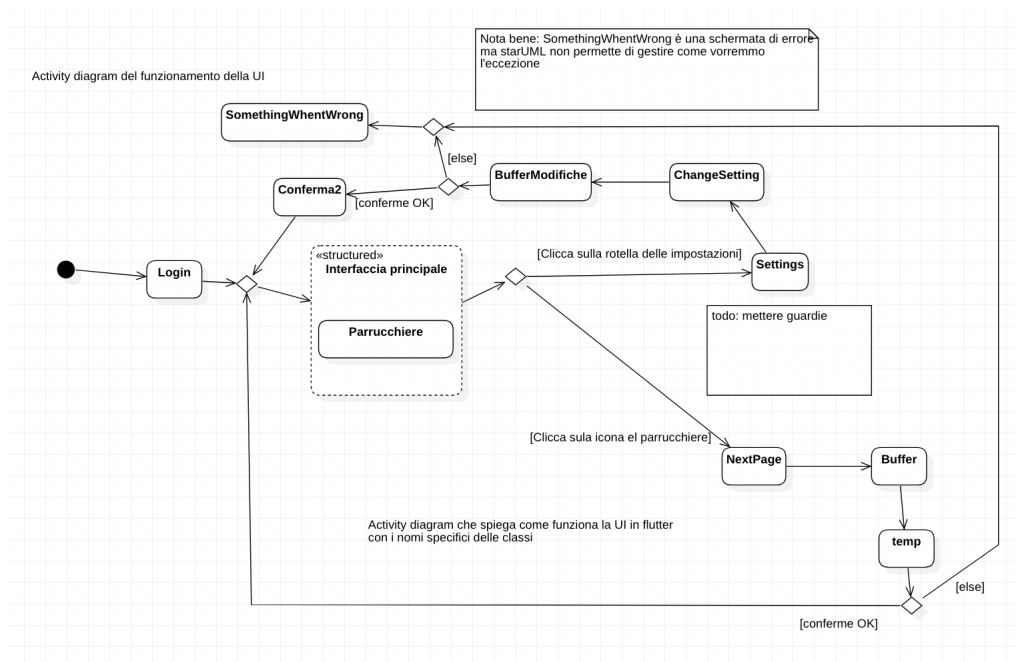 Nota bene: SomethingWhentWrong è una schermata di errore
ma starUML non permette di gestire come vorremmo
l'eccezione
Activity diagram del funzionamento della UI
SomethingWhentWrong
[else]
BufferModifiche
ChangeSetting
Conferma2
[conferme OK]
«structured»
Interfaccia principale
[Clicca sulla rotella delle impostazioni]
Settings
Login
Parrucchiere
todo: mettere guardie
[Clicca sula icona el parrucchiere]
NextPage
Buffer
Activity diagram che spiega come funziona la UI in flutter
con i nomi specifici delle classi
temp
[else]
[conferme OK]